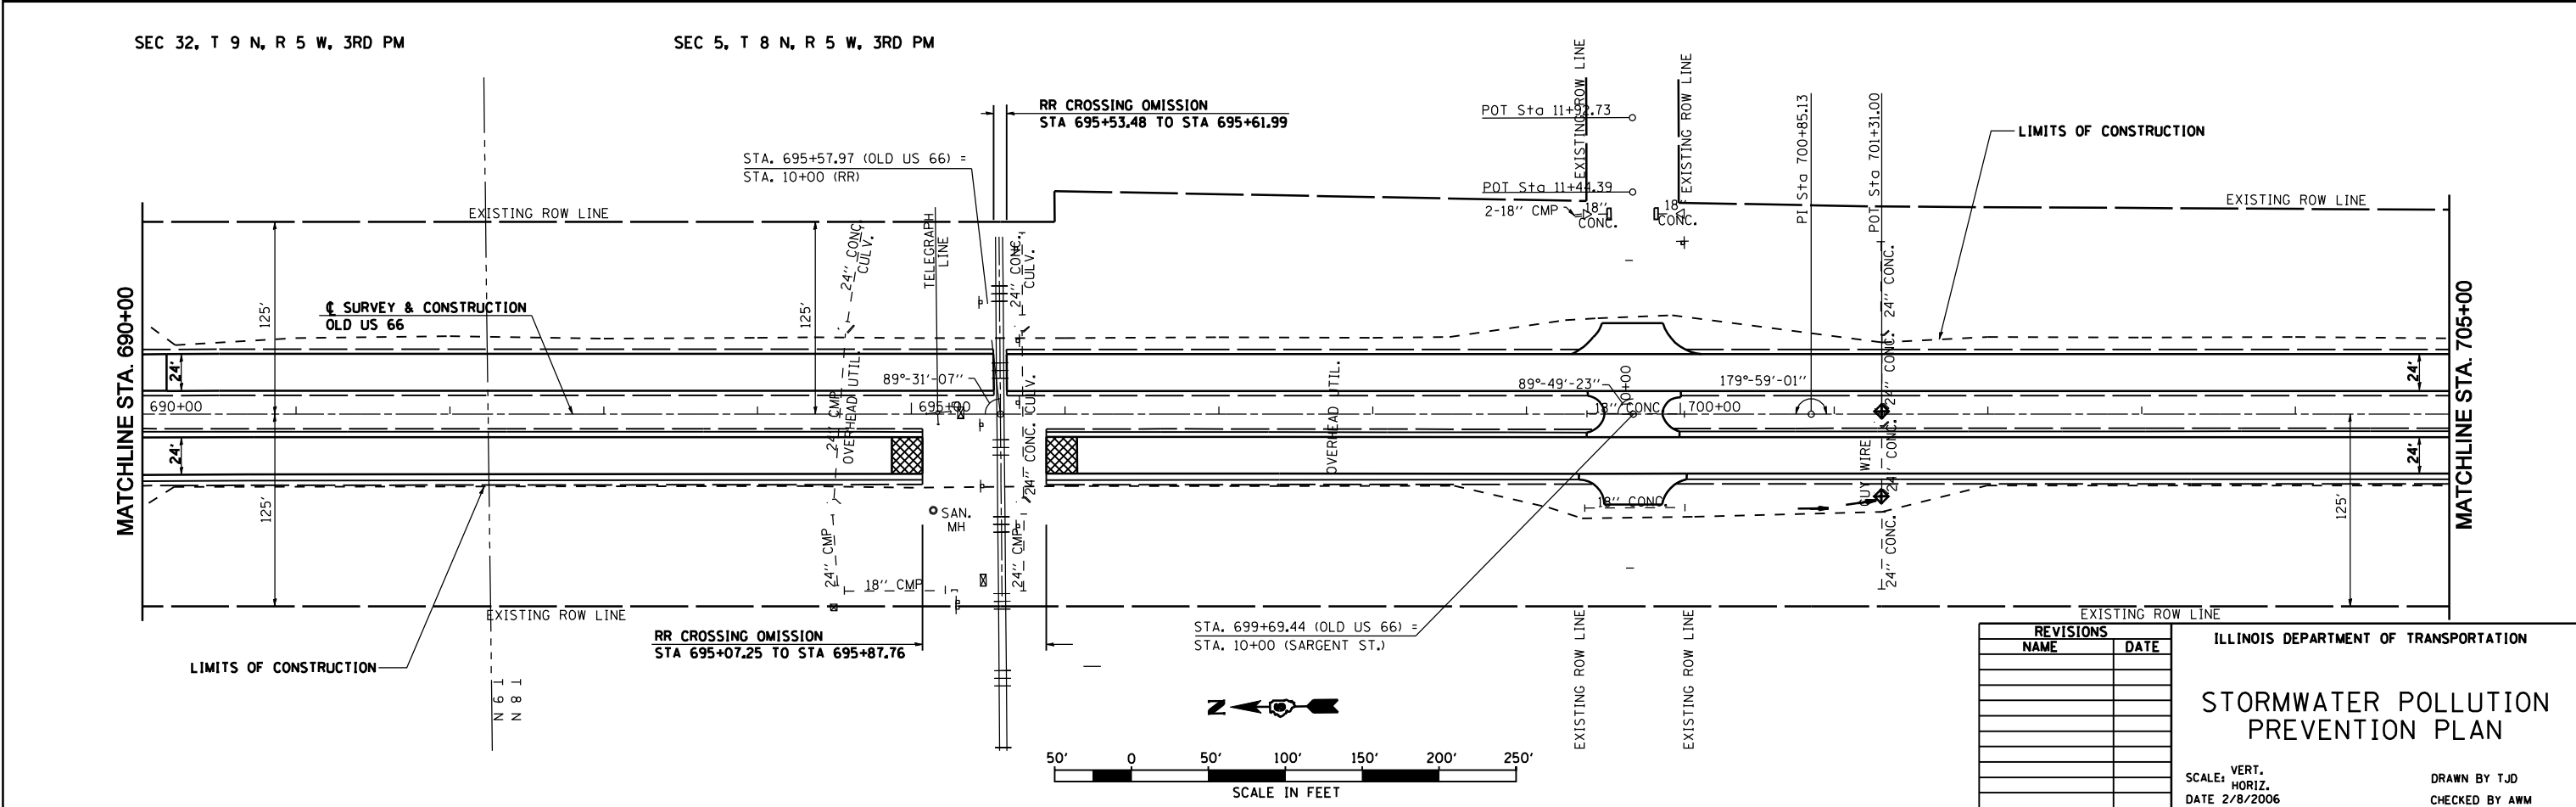 SEC 32, T 9 N, R 5 W, 3RD PM
SEC 5, T 8 N, R 5 W, 3RD PM
RR CROSSING OMISSION
STA 695+53.48 TO STA 695+61.99
STA. 695+57.97 (OLD US 66) =
STA. 10+00 (RR)
POT Sta 11+92.73
POT Sta 11+44.39
2-18'' CMP
18''
CONC.
18''
CONC.
EXISTING ROW LINE
EXISTING ROW LINE
PI Sta 700+85.13
POT Sta 701+31.00
LIMITS OF CONSTRUCTION
EXISTING ROW LINE
EXISTING ROW LINE
MATCHLINE STA. 690+00
125'
℄ SURVEY & CONSTRUCTION
OLD US 66
125'
24'' CONC.
CULV.
TELEGRAPH
LINE
24'' CONC.
CULV.
24'' CONC.
24'' CONC.
MATCHLINE STA. 705+00
24'
690+00
24'' CMP
OVERHEAD UTIL.
89°-31'-07''
695+00
24'' CONC. CULV.
OVERHEAD UTIL.
89°-49'-23''
10+00
18'' CONC.
700+00
179°-59'-01''
24'
24'
125'
24'' CMP
SAN.
MH
24'' CMP
18'' CMP
18'' CONC.
GUY WIRE
24'' CONC.
24'' CONC.
24'
125'
EXISTING ROW LINE
EXISTING ROW LINE
LIMITS OF CONSTRUCTION
T 9 N
T 8 N
RR CROSSING OMISSION
STA 695+07.25 TO STA 695+87.76
STA. 699+69.44 (OLD US 66) =
STA. 10+00 (SARGENT ST.)
EXISTING ROW LINE
EXISTING ROW LINE
N
50' 0 50' 100' 150' 200' 250'
SCALE IN FEET
REVISIONS
NAME DATE
ILLINOIS DEPARTMENT OF TRANSPORTATION
STORMWATER POLLUTION
PREVENTION PLAN
SCALE: VERT.
HORIZ.
DATE 2/8/2006
DRAWN BY TJD
CHECKED BY AWM